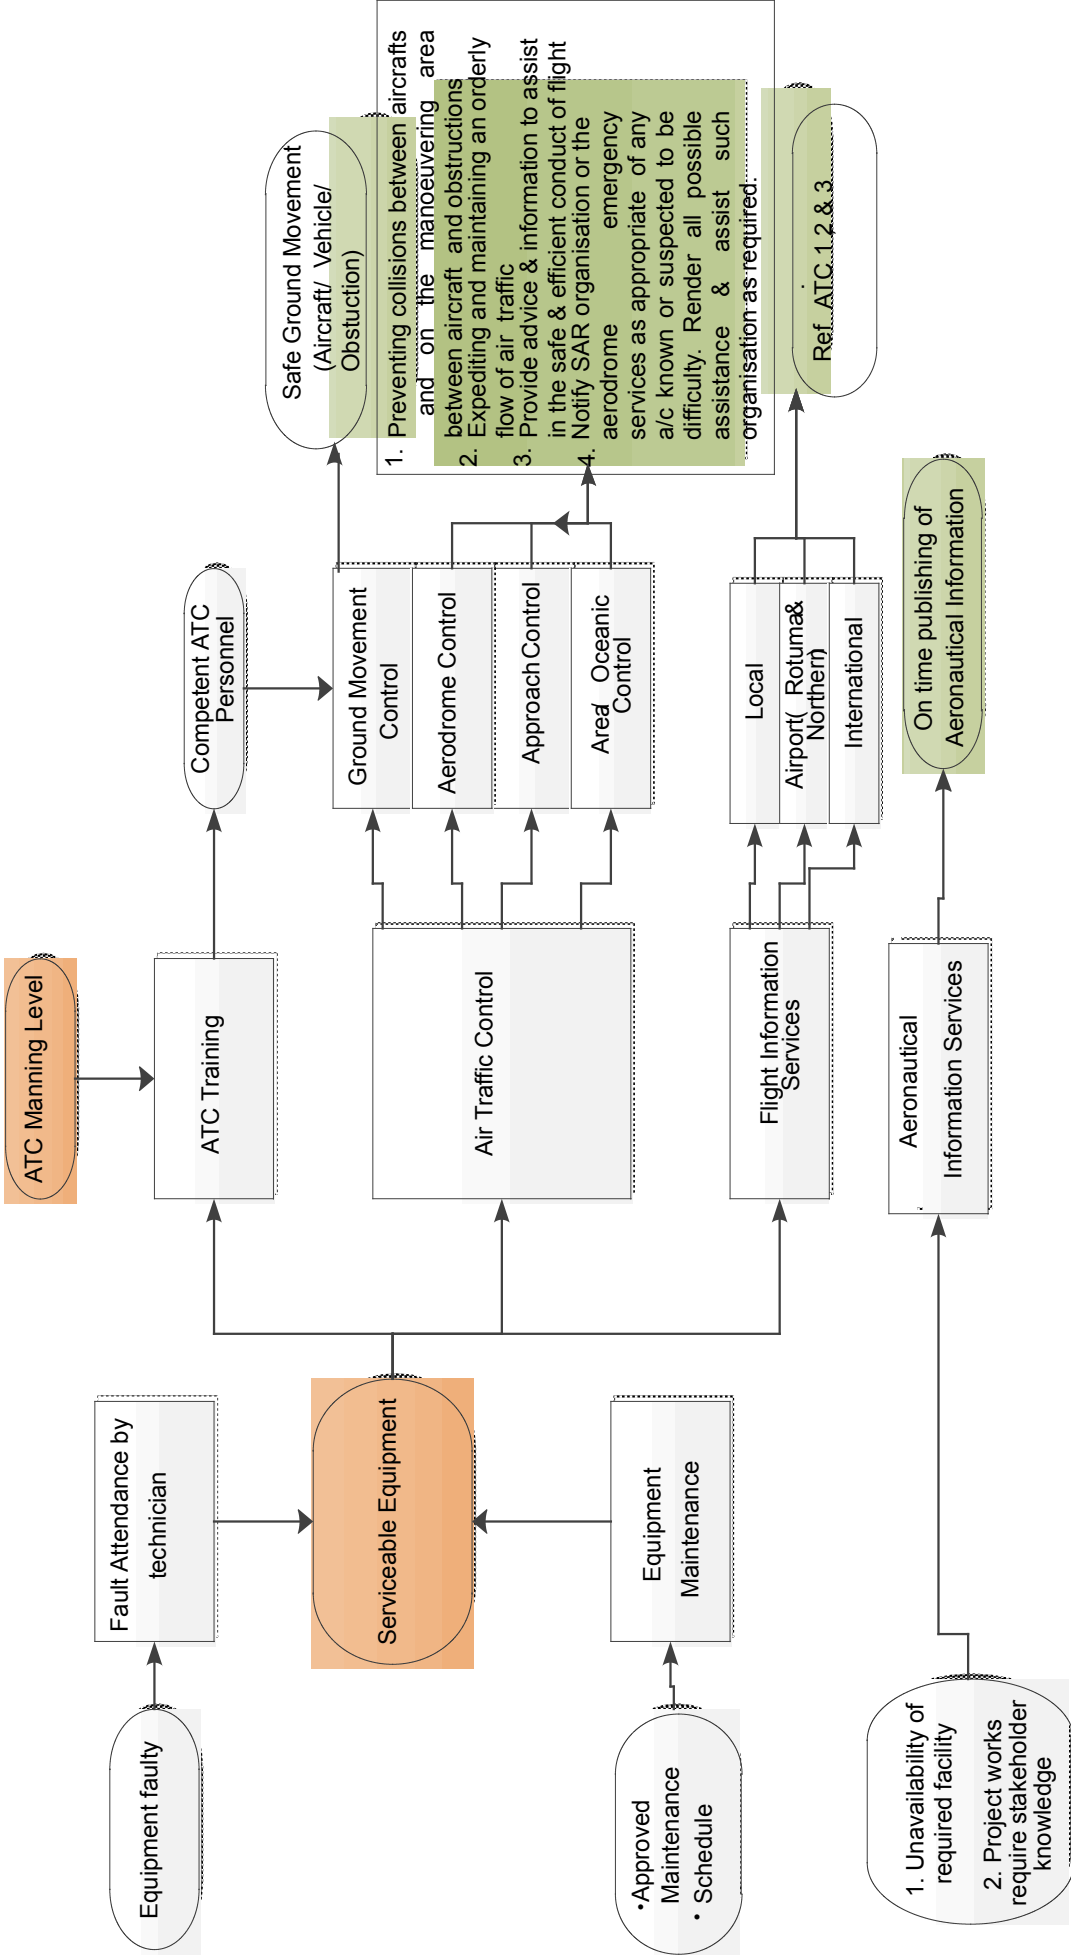 ATC Manning Level
Equipment faulty
Fault Attendance by
technician
ATC Training
Competent ATC
Personnel
Safe Ground Movement
(Aircraft/ Vehicle/
Obstuction)
Serviceable Equipment
Air Traffic Control
Ground Movement
Control
Aerodrome Control
Approach Control
Area/ Oceanic
Control
1. Preventing collisions between aircrafts
and on the manoeuvering area
between aircraft and obstructions
2. Expediting and maintaining an orderly
flow of air traffic
3. Provide advice & information to assist
in the safe & efficient conduct of flight
4. Notify SAR organisation or the
aerodrome emergency
services as appropriate of any
a/c known or suspected to be
difficulty. Render all possible
assistance & assist such
organisation as required.
•Approved
Maintenance
• Schedule
Equipment
Maintenance
Flight Information
Services
Local
Airport( Rotuma&
Northern)
International
Ref ATC 1,2 & 3
.
1. Unavailability of
required facility
2. Project works
require stakeholder
knowledge
Aeronautical
Information Services
On time publishing of
Aeronautical Information